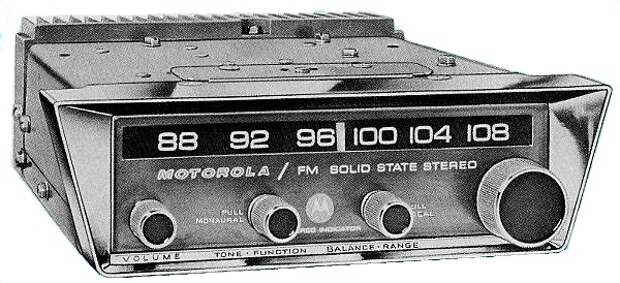 88 92 96 100 104 108
MOTOROLA / FM SOLID STATE STEREO
PULL
MONAURAL
STEREO INDICATOR
VOLUME TONE · FUNCTION BALANCE · RANGE